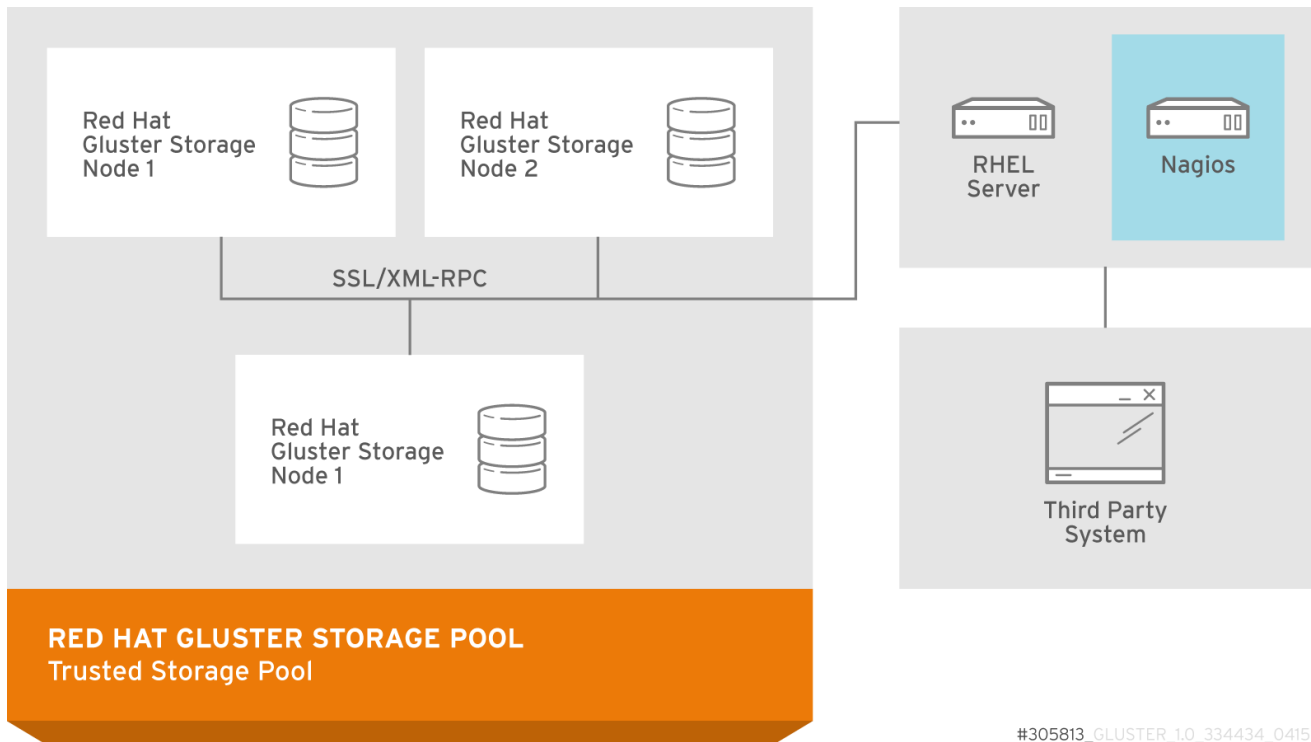 Red Hat
Gluster Storage
Node 1
Red Hat
Gluster Storage
Node 2
RHEL
Server
Nagios
SSL/XML-RPC
Red Hat
Gluster Storage
Node 1
Third Party
System
RED HAT GLUSTER STORAGE POOL
Trusted Storage Pool
#305813_GLUSTER_1.0_334434_0415